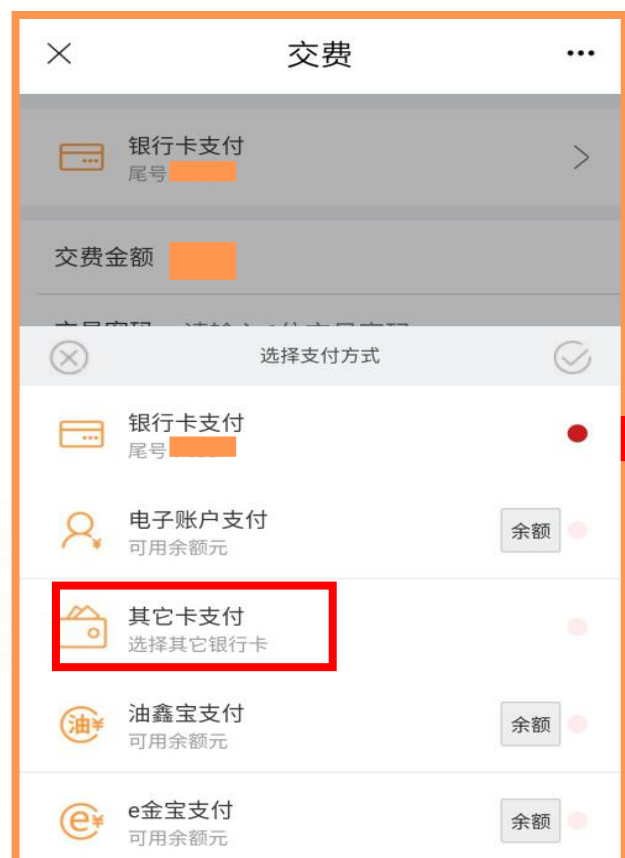 交费
银行卡支付
尾号
交费金额
选择支付方式
银行卡支付
尾号
电子账户支付
可用余额元
余额
其它卡支付
选择其它银行卡
油鑫宝支付
可用余额元
余额
油¥
e金宝支付
可用余额元
余额
e¥